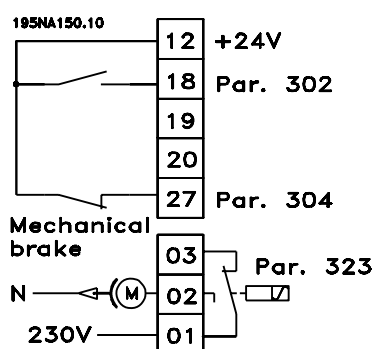 195NA150.10
12 +24V
18 Par. 302
19
20
27 Par. 304
Mechanical
brake
03
Par. 323
N M 02
230V 01